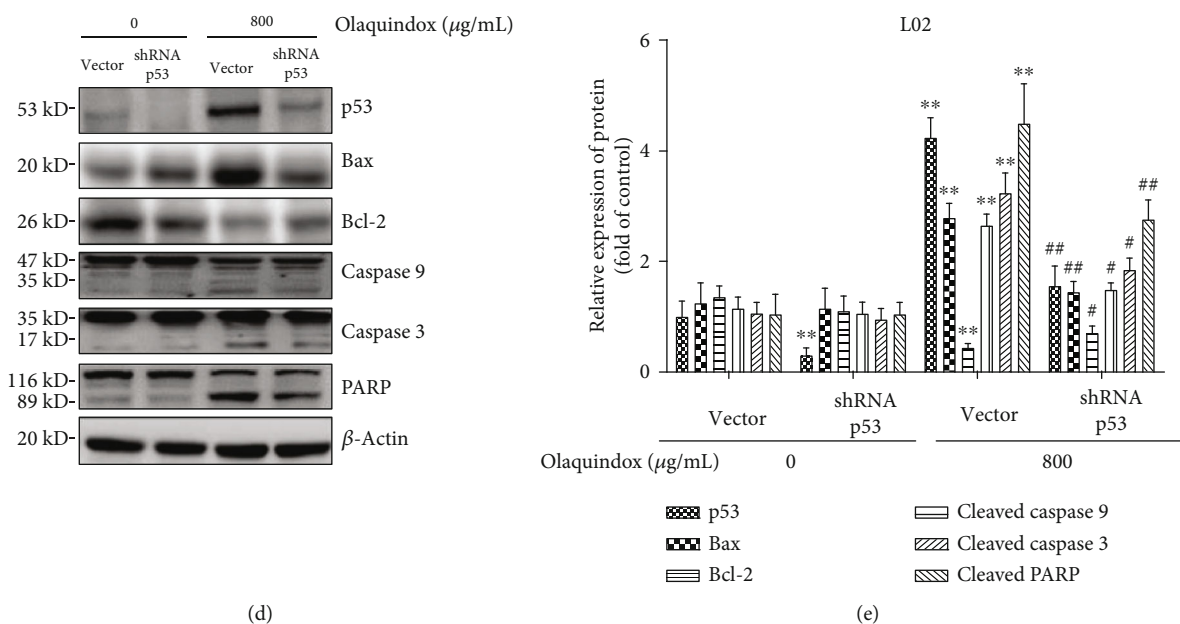 0
800
Olaquindox (μg/mL)
Vector
shRNA
p53
Vector
shRNA
p53
53 kD-
p53
20 kD-
Bax
26 kD-
Bcl-2
47 kD-
35 kD-
Caspase 9
35 kD-
17 kD-
Caspase 3
116 kD-
89 kD-
PARP
20 kD-
β-Actin
(d)
L02
Relative expression of protein
(fold of control)
6
4
2
0
**
**
**
**
**
**
**
##
##
#
#
#
##
Vector
shRNA
p53
Vector
shRNA
p53
Olaquindox (μg/mL)
0
800
p53
Bax
Bcl-2
Cleaved caspase 9
Cleaved caspase 3
Cleaved PARP
(e)